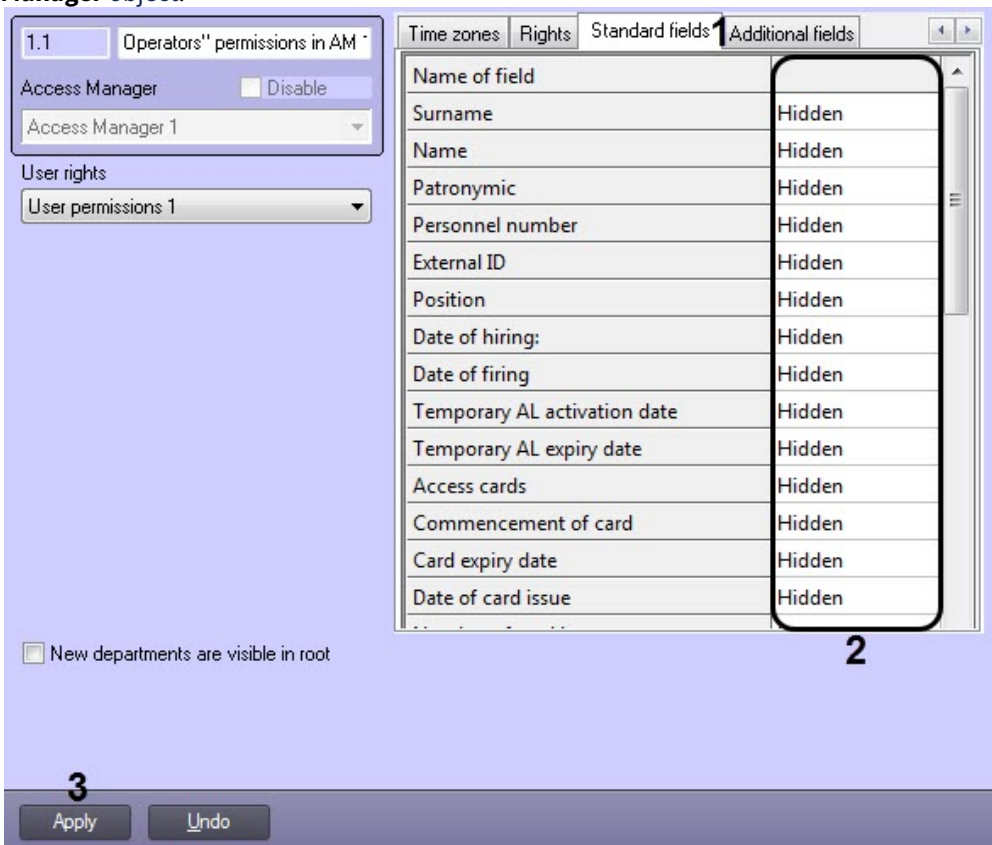 Manager object.
1.1 Operators" permissions in AM 1
Access Manager Disable
Access Manager 1
User rights
User permissions 1
Time zones Rights Standard fields 1 Additional fields
Name of field
Surname Hidden
Name Hidden
Patronymic Hidden
Personnel number Hidden
External ID Hidden
Position Hidden
Date of hiring: Hidden
Date of firing Hidden
Temporary AL activation date Hidden
Temporary AL expiry date Hidden
Access cards Hidden
Commencement of card Hidden
Card expiry date Hidden
Date of card issue Hidden
2
New departments are visible in root
3
Apply Undo